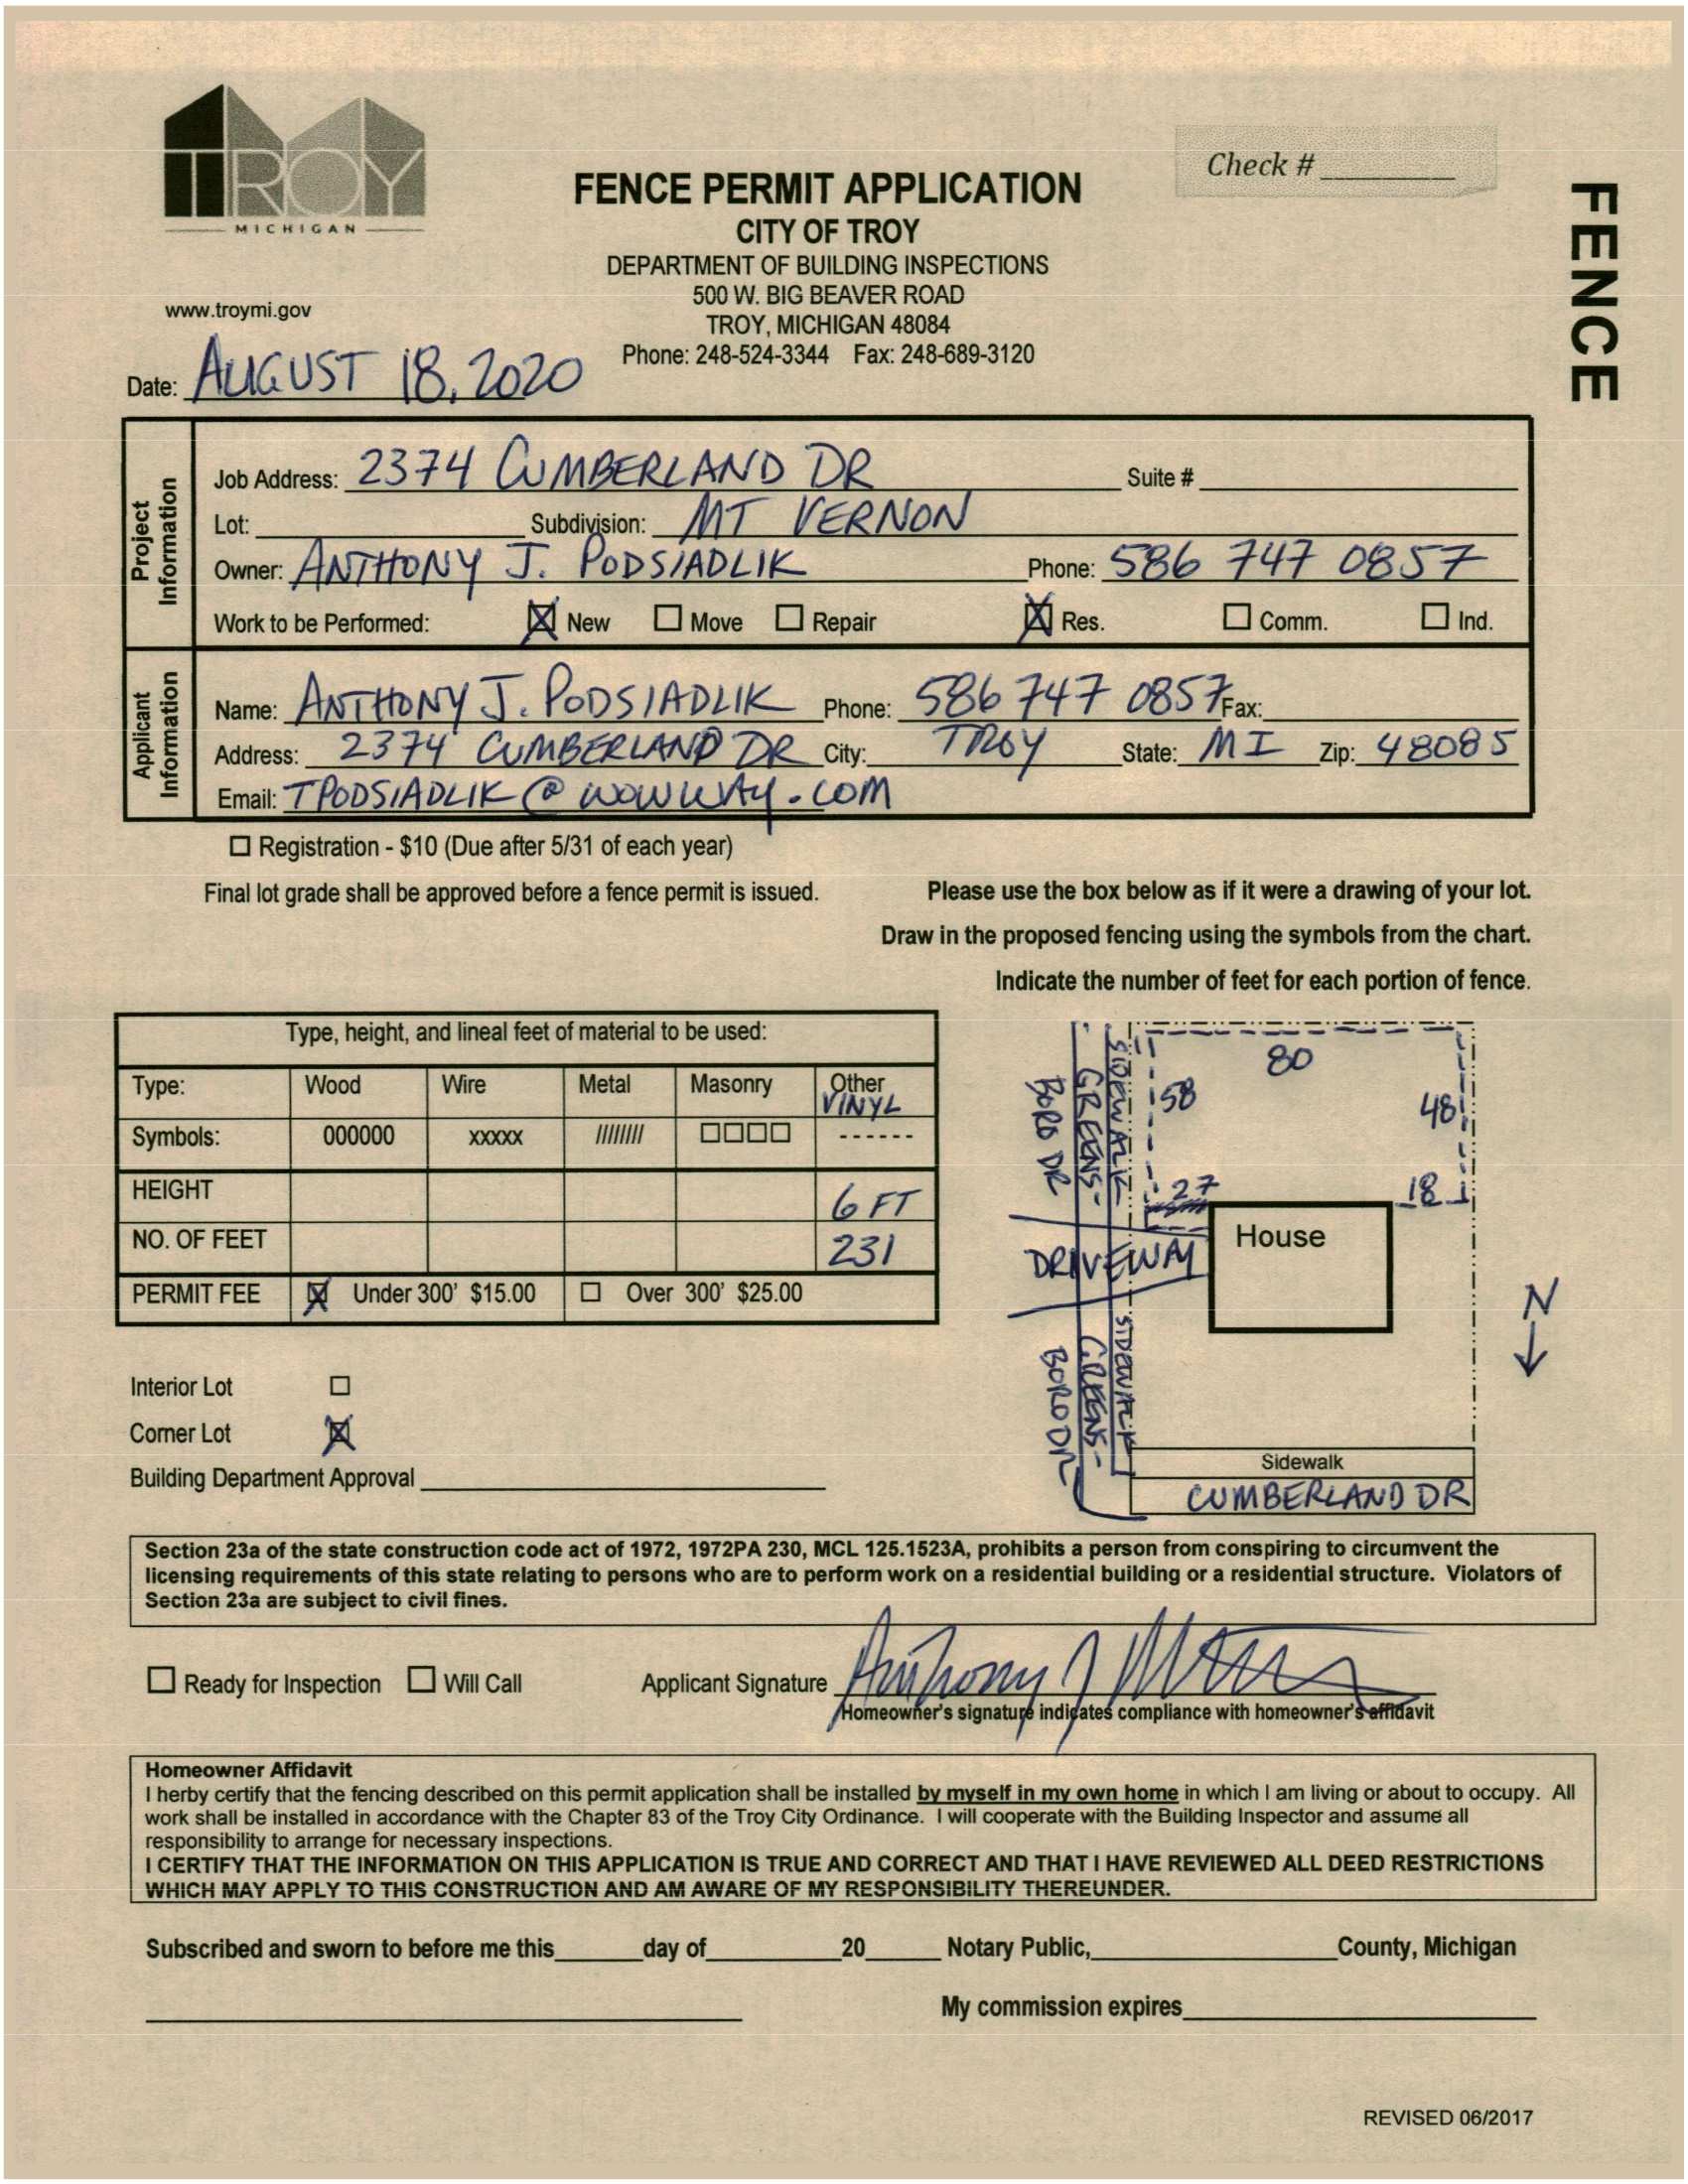 TROY
MICHIGAN
www.troymi.gov
Check #
FENCE
FENCE PERMIT APPLICATION
CITY OF TROY
DEPARTMENT OF BUILDING INSPECTIONS
500 W. BIG BEAVER ROAD
TROY, MICHIGAN 48084
Phone: 248-524-3344 Fax: 248-689-3120
Date: AUGUST 18, 2020
Project Information
Job Address: 2374 CUMBERLAND DR Suite #
Lot: Subdivision: MT VERNON
Owner: ANTHONY J. PODSIADLIK Phone: 586 747 0857
Work to be Performed: ☒ New ☐ Move ☐ Repair ☒ Res. ☐ Comm. ☐ Ind.
Applicant Information
Name: ANTHONY J. PODSIADLIK Phone: 586 747 0857 Fax:
Address: 2374 CUMBERLAND DR City: TROY State: MI Zip: 48085
Email: TPODSIADLIK@WOWWAY.COM
☐ Registration - $10 (Due after 5/31 of each year)
Final lot grade shall be approved before a fence permit is issued.
Please use the box below as if it were a drawing of your lot.
Draw in the proposed fencing using the symbols from the chart.
Indicate the number of feet for each portion of fence.
Type, height, and lineal feet of material to be used:
Type: Wood Wire Metal Masonry Other VINYL
Symbols: 000000 xxxxx //////// ☐☐☐☐ ------
HEIGHT 6 FT
NO. OF FEET 231
PERMIT FEE ☒ Under 300' $15.00 ☐ Over 300' $25.00
80
58
48
27
18
House
DRIVEWAY
SIDEWALK
GREENS-
BORO DR
SIDEWALK
GREENS-
BORO DR
N
Sidewalk
CUMBERLAND DR
Interior Lot ☐
Corner Lot ☒
Building Department Approval
Section 23a of the state construction code act of 1972, 1972PA 230, MCL 125.1523A, prohibits a person from conspiring to circumvent the
licensing requirements of this state relating to persons who are to perform work on a residential building or a residential structure. Violators of
Section 23a are subject to civil fines.
☐ Ready for Inspection ☐ Will Call Applicant Signature
Homeowner's signature indicates compliance with homeowner's affidavit
Homeowner Affidavit
I herby certify that the fencing described on this permit application shall be installed by myself in my own home in which I am living or about to occupy. All
work shall be installed in accordance with the Chapter 83 of the Troy City Ordinance. I will cooperate with the Building Inspector and assume all
responsibility to arrange for necessary inspections.
I CERTIFY THAT THE INFORMATION ON THIS APPLICATION IS TRUE AND CORRECT AND THAT I HAVE REVIEWED ALL DEED RESTRICTIONS
WHICH MAY APPLY TO THIS CONSTRUCTION AND AM AWARE OF MY RESPONSIBILITY THEREUNDER.
Subscribed and sworn to before me this day of 20 Notary Public, County, Michigan
My commission expires
REVISED 06/2017